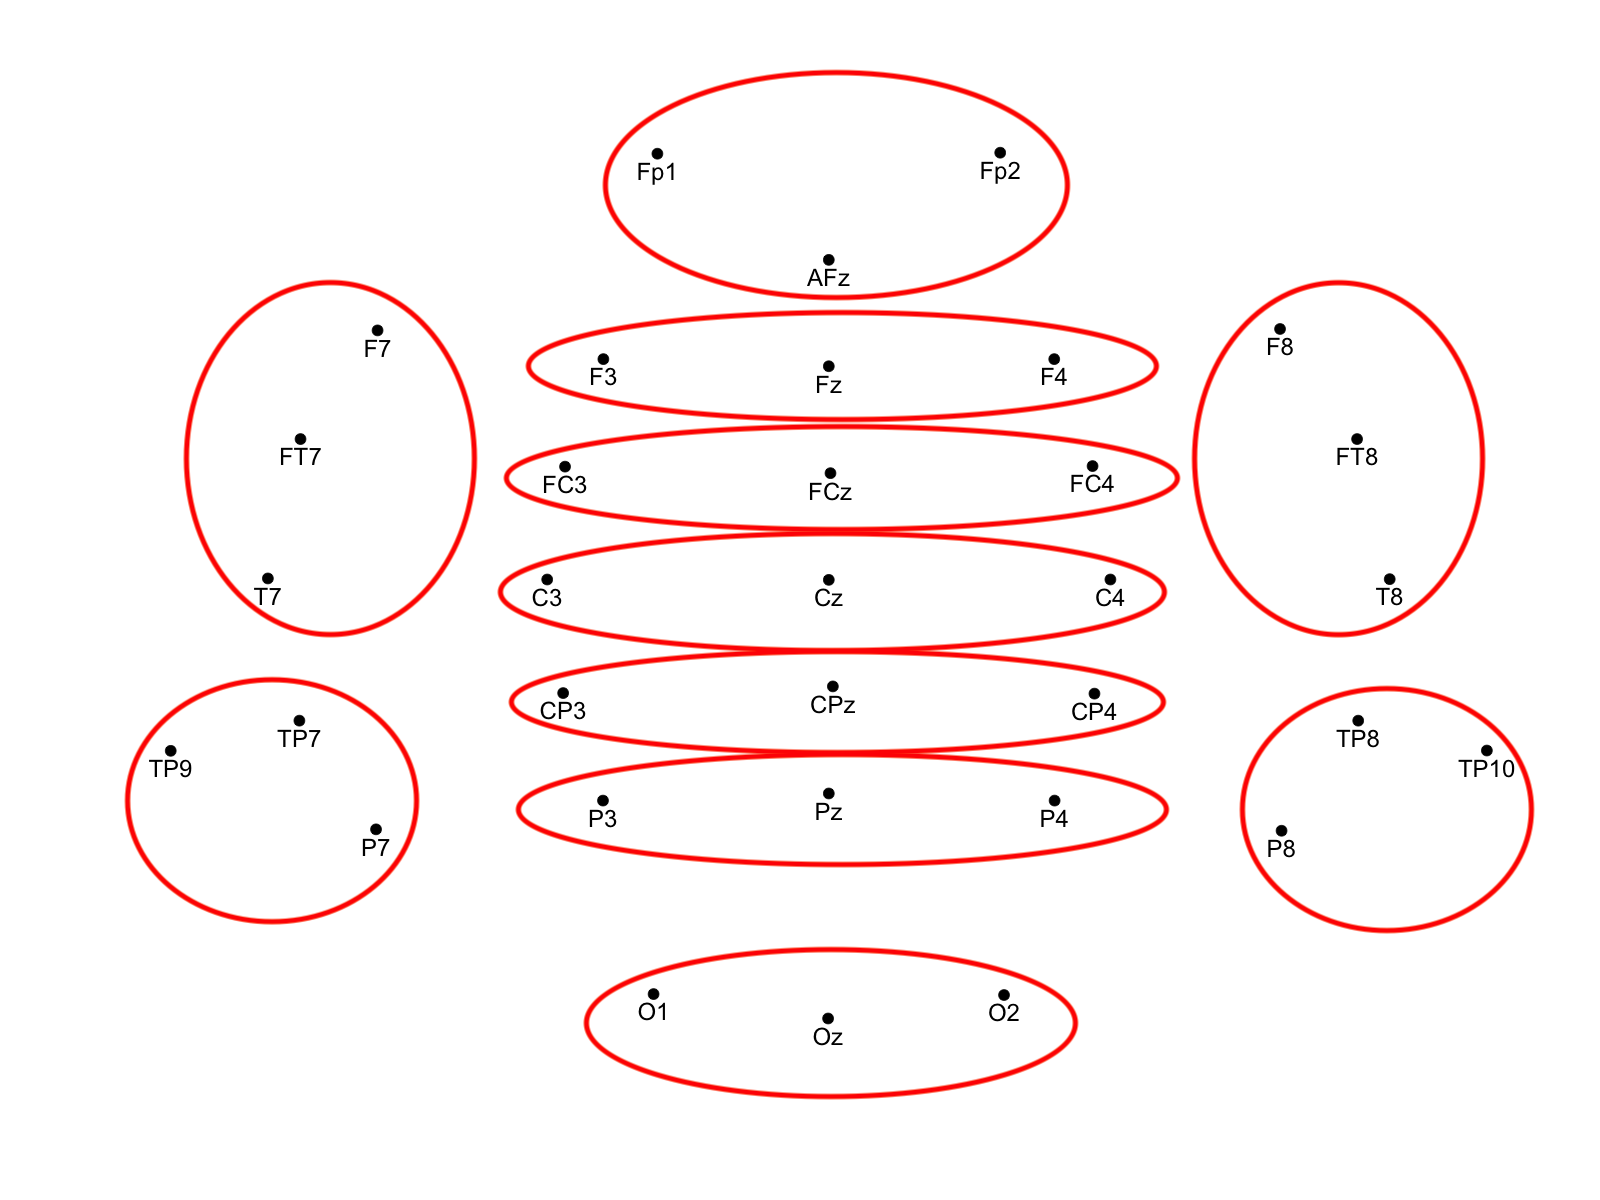 Fp1 Fp2
AFz
F7 F8
F3 Fz F4
FT7 FT8
FC3 FCz FC4
T7 C3 Cz C4 T8
CP3 CPz CP4
TP7 TP8
TP9 TP10
P3 Pz P4
P7 P8
O1 Oz O2